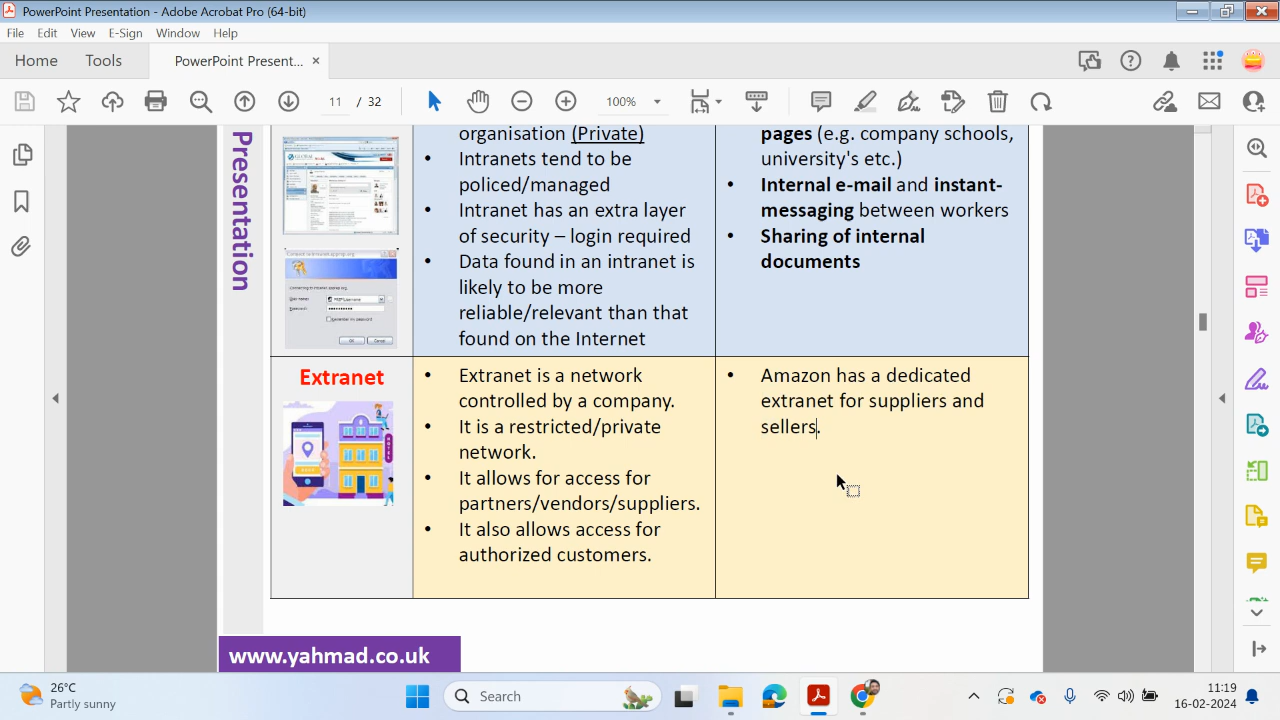 PowerPoint Presentation - Adobe Acrobat Pro (64-bit)
File Edit View E-Sign Window Help
Home Tools PowerPoint Present... ×
11 / 32 100%
Presentation
organisation (Private)
• Intranets tend to be
policed/managed
• Intranet has an extra layer
of security – login required
• Data found in an intranet is
likely to be more
reliable/relevant than that
found on the Internet
pages (e.g. company schools,
university's etc.)
• Internal e-mail and instant-
messaging between workers
• Sharing of internal
documents
Extranet
• Extranet is a network
controlled by a company.
• It is a restricted/private
network.
• It allows for access for
partners/vendors/suppliers.
• It also allows access for
authorized customers.
• Amazon has a dedicated
extranet for suppliers and
sellers.
www.yahmad.co.uk
26°C
Partly sunny
Search
11:19
16-02-2024